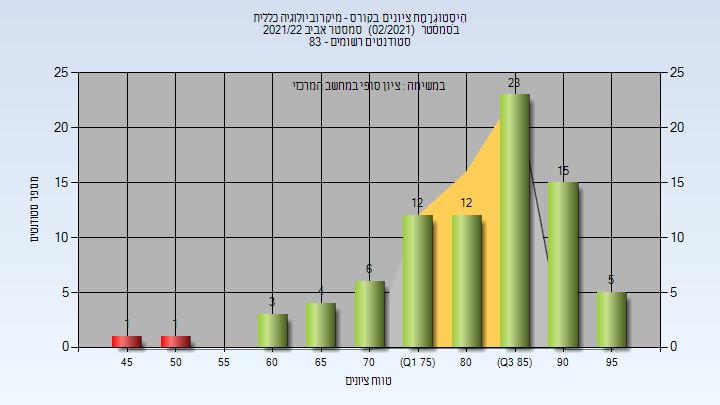 היסטוגרמת ציונים בקורס - מיקרוביולוגיה כללית
בסמסטר (02/2021) סמסטר אביב 2021/22
סטודנטים רשומים - 83
במשימה : ציון סופי במחשב המרכזי
25 25
20 20
15 15
10 10
5 5
0 0
1 1 3 4 6 12 12 23 15 5
מספר סטודנטים
45 50 55 60 65 70 (Q1 75) 80 (Q3 85) 90 95
טווח ציונים